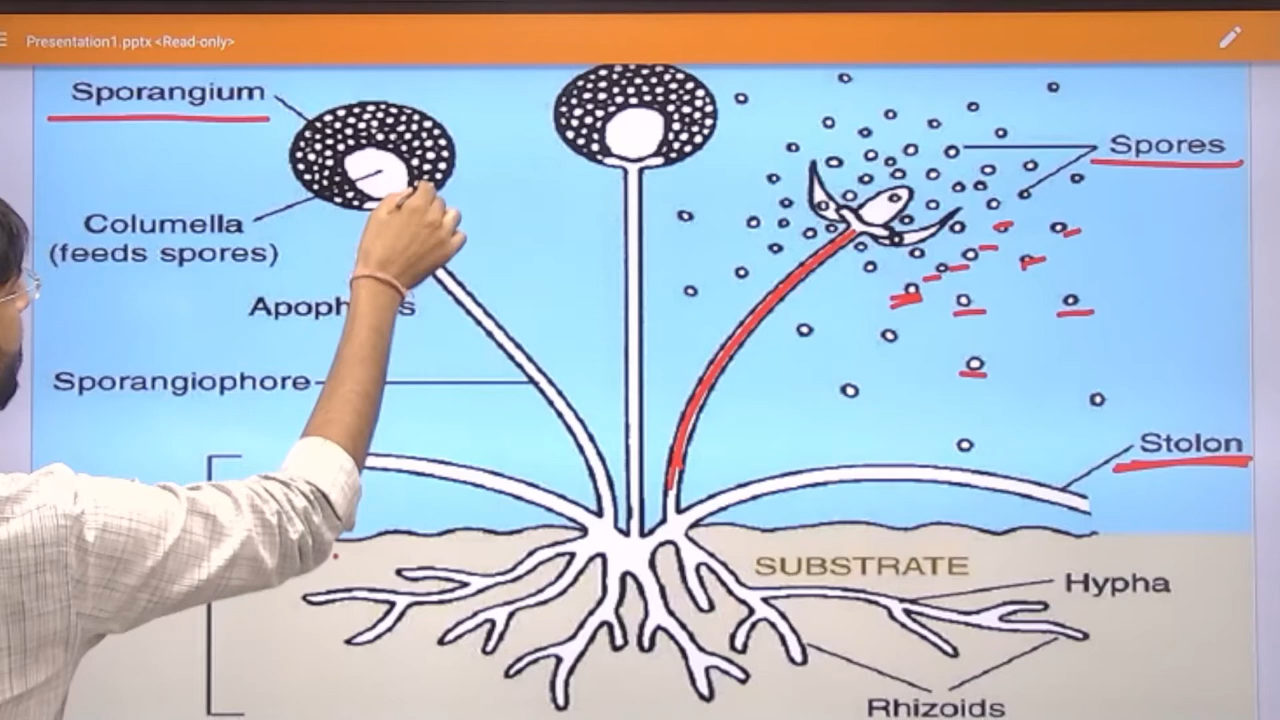 Presentation1.pptx <Read-only>
Sporangium
Spores
Columella
(feeds spores)
Sporangiophore
Stolon
SUBSTRATE
Hypha
Rhizoids